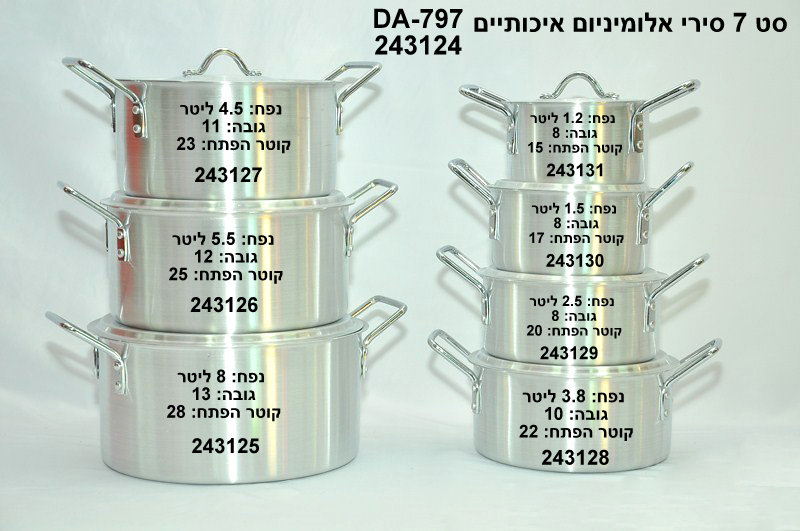 סט 7 סירי אלומיניום איכותיים DA-797
243124
נפח: 4.5 ליטר
גובה: 11
קוטר הפתח: 23
243127
נפח: 5.5 ליטר
גובה: 12
קוטר הפתח: 25
243126
נפח: 8 ליטר
גובה: 13
קוטר הפתח: 28
243125
נפח: 1.2 ליטר
גובה: 8
קוטר הפתח: 15
243131
נפח: 1.5 ליטר
גובה: 8
קוטר הפתח: 17
243130
נפח: 2.5 ליטר
גובה: 8
קוטר הפתח: 20
243129
נפח: 3.8 ליטר
גובה: 10
קוטר הפתח: 22
243128